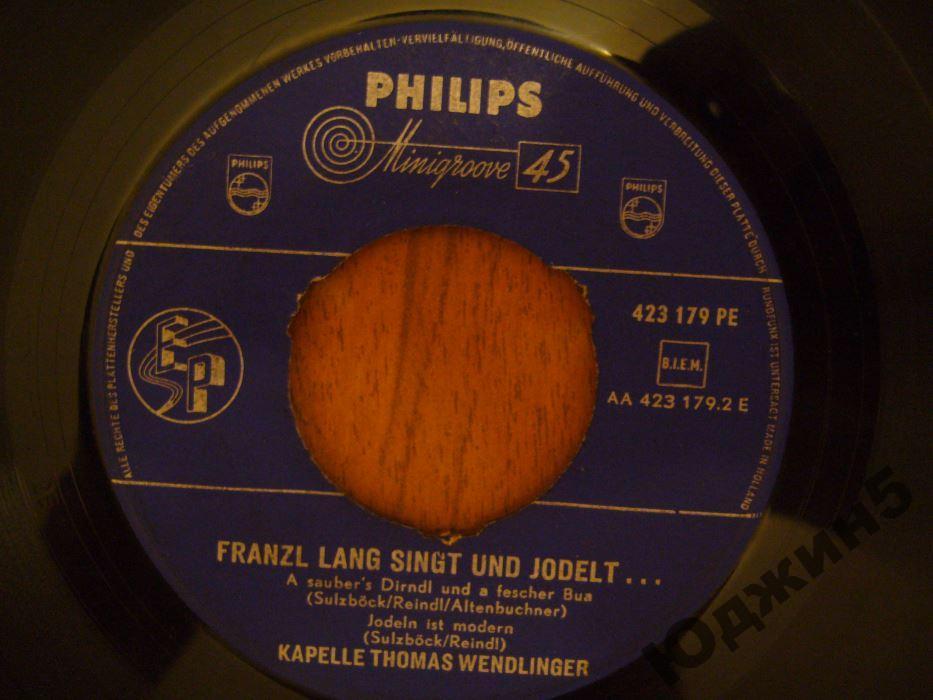 ALLE RECHTE DES PLATTENHERSTELLERS UND DES EIGENTÜMERS DES AUFGENOMMENEN WERKES VORBEHALTEN-VERVIELFÄLTIGUNG, ÖFFENTLICHE AUFFÜHRUNG UND VERBREITUNG DIESER PLATTE DURCH RUNDFUNK IST UNTERSAGT MADE IN HOLLAND
PHILIPS
Minigroove 45
PHILIPS
PHILIPS
EP
423 179 PE
B.I.E.M.
AA 423 179.2 E
FRANZL LANG SINGT UND JODELT...
A sauber's Dirndl und a fescher Bua
(Sulzböck/Reindl/Altenbuchner)
Jodeln ist modern
(Sulzböck/Reindl)
KAPELLE THOMAS WENDLINGER
ЮДЖИН5